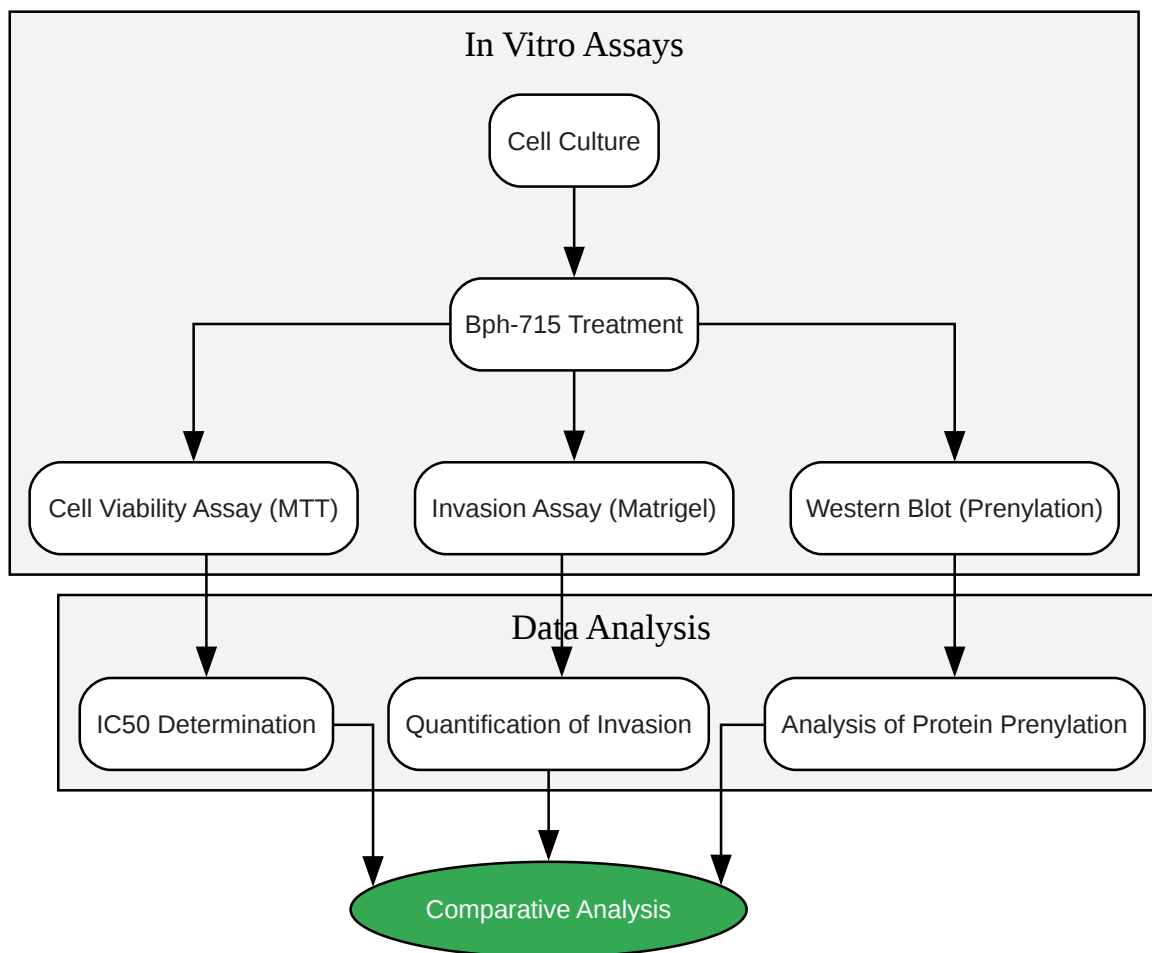 In Vitro Assays
Cell Culture
Bph-715 Treatment
Cell Viability Assay (MTT)
Invasion Assay (Matrigel)
Western Blot (Prenylation)
Data Analysis
IC50 Determination
Quantification of Invasion
Analysis of Protein Prenylation
Comparative Analysis